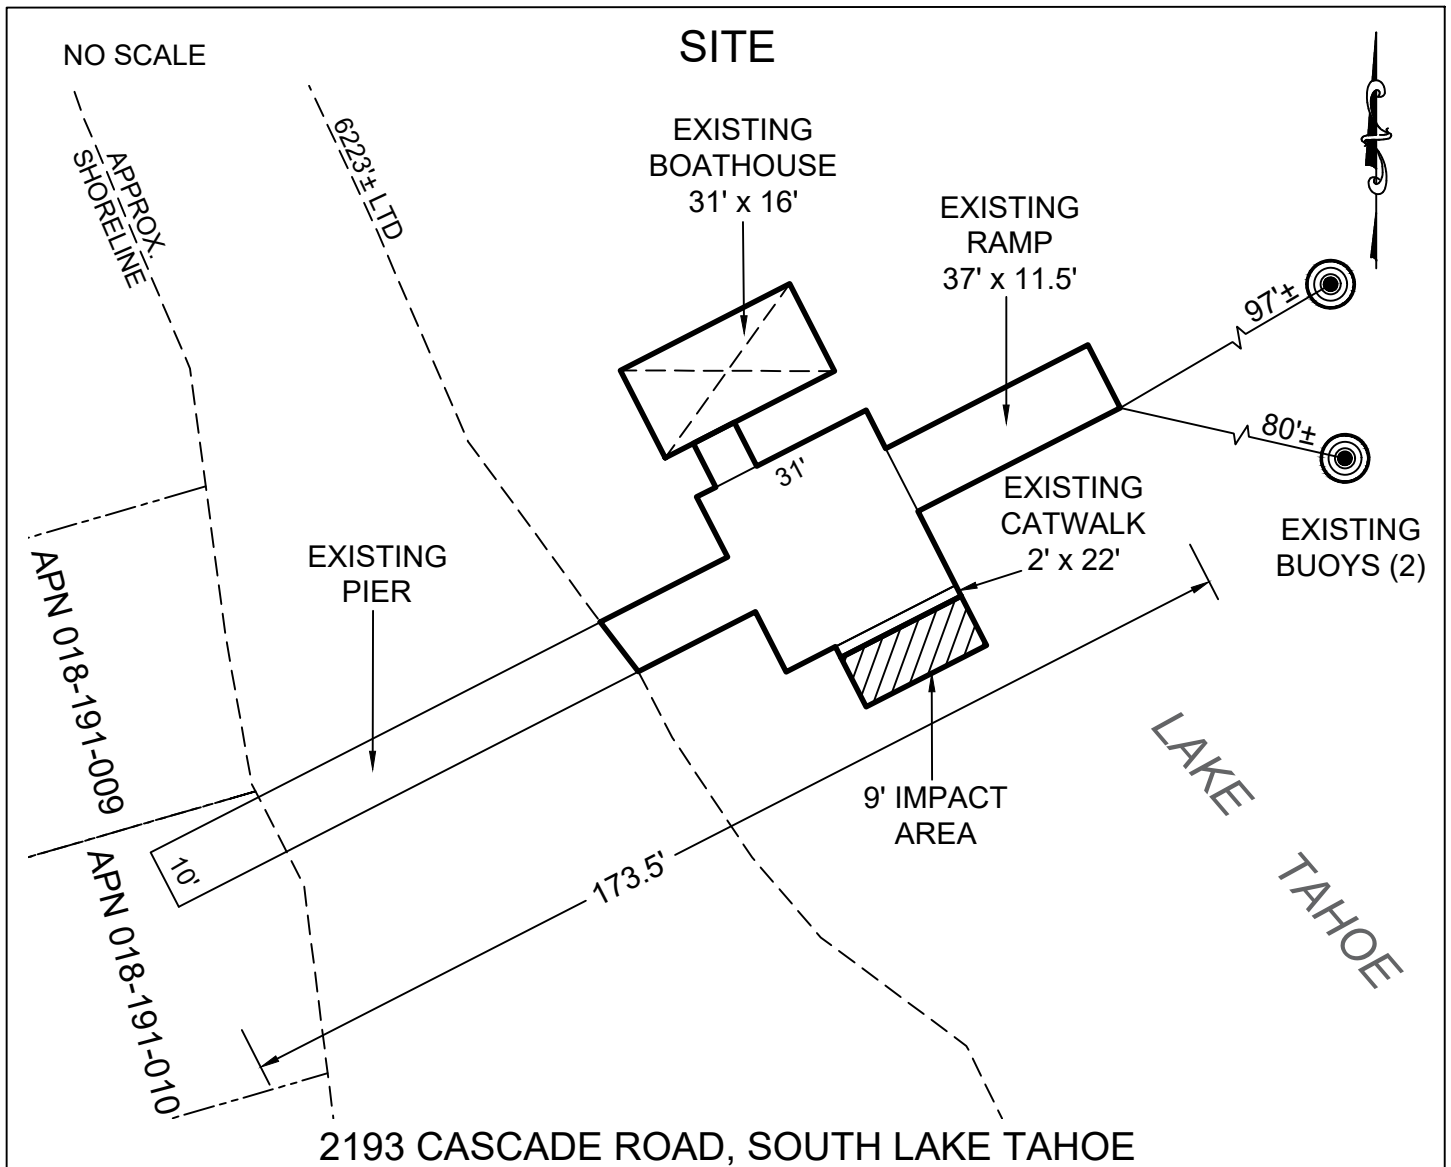 SITE
NO SCALE
APPROX.
SHORELINE
6223'± LTD
EXISTING
BOATHOUSE
31' x 16'
EXISTING
RAMP
37' x 11.5'
97'±
80'±
31'
EXISTING
CATWALK
2' x 22'
EXISTING
BUOYS (2)
EXISTING
PIER
APN 018-191-009
9' IMPACT
AREA
LAKE TAHOE
10'
173.5'
APN 018-191-010
2193 CASCADE ROAD, SOUTH LAKE TAHOE